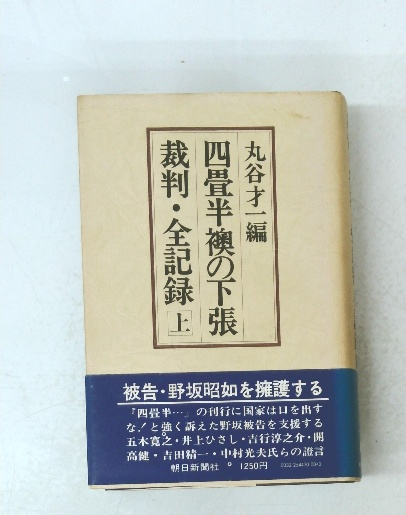 丸谷才一編
四畳半襖の下張
裁判・全記録 上
被告・野坂昭如を擁護する
『四畳半…』の刊行に国家は口を出す
な!と強く訴えた野坂被告を支援する
五木寛之・井上ひさし・吉行淳之介・開
高健・吉田精一・中村光夫氏らの證言
朝日新聞社 1250円